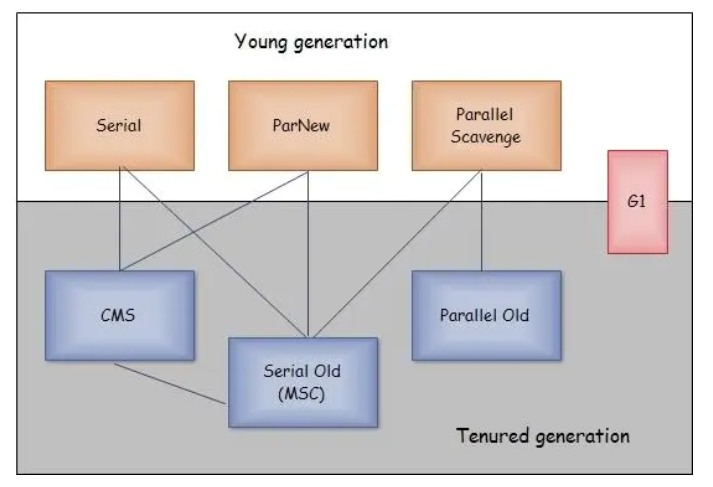 Young generation
Serial
ParNew
Parallel
Scavenge
G1
CMS
Parallel Old
Serial Old
(MSC)
Tenured generation